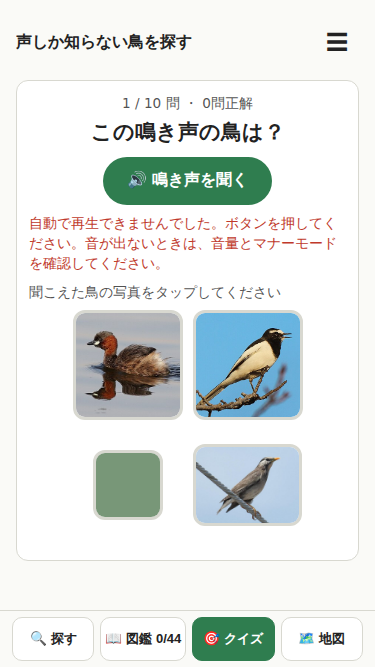 声しか知らない鳥を探す
1 / 10 問 ・ 0問正解
この鳴き声の鳥は？
🔊 鳴き声を聞く
自動で再生できませんでした。ボタンを押してく
ださい。音が出ないときは、音量とマナーモード
を確認してください。
聞こえた鳥の写真をタップしてください
🔍 探す
📖 図鑑 0/44
🎯 クイズ
🗺️ 地図